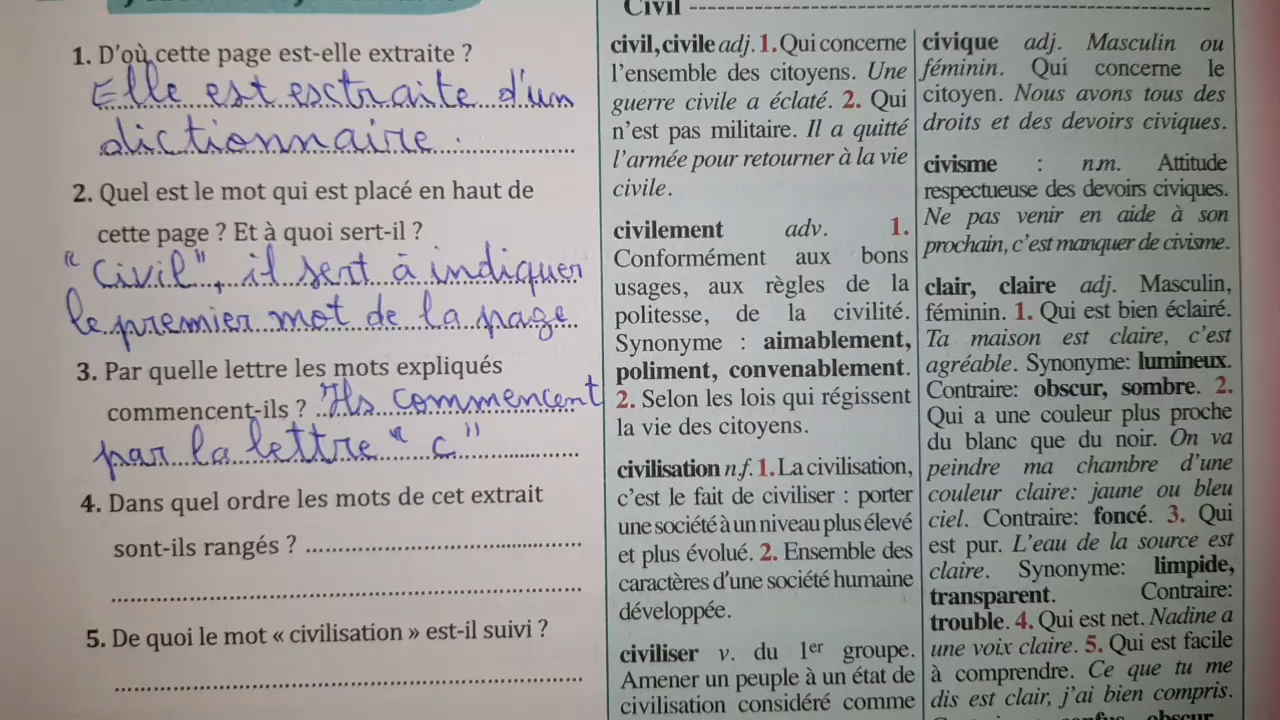 1. D'où cette page est-elle extraite ?
Elle est esctraite d'un
dictionnaire.
2. Quel est le mot qui est placé en haut de
cette page ? Et à quoi sert-il ?
"Civil", il sert à indiquer
le premier mot de la page
3. Par quelle lettre les mots expliqués
commencent-ils ? Ils commencent
par la lettre "c"
4. Dans quel ordre les mots de cet extrait
sont-ils rangés ?
5. De quoi le mot « civilisation » est-il suivi ?
Civil
civil, civile adj. 1. Qui concerne
l'ensemble des citoyens. Une
guerre civile a éclaté. 2. Qui
n'est pas militaire. Il a quitté
l'armée pour retourner à la vie
civile.
civilement adv. 1.
Conformément aux bons
usages, aux règles de la
politesse, de la civilité.
Synonyme : aimablement,
poliment, convenablement.
2. Selon les lois qui régissent
la vie des citoyens.
civilisation n.f. 1. La civilisation,
c'est le fait de civiliser : porter
une société à un niveau plus élevé
et plus évolué. 2. Ensemble des
caractères d'une société humaine
développée.
civiliser v. du 1er groupe.
Amener un peuple à un état de
civilisation considéré comme
civique adj. Masculin ou
féminin. Qui concerne le
citoyen. Nous avons tous des
droits et des devoirs civiques.
civisme : n.m. Attitude
respectueuse des devoirs civiques.
Ne pas venir en aide à son
prochain, c'est manquer de civisme.
clair, claire adj. Masculin,
féminin. 1. Qui est bien éclairé.
Ta maison est claire, c'est
agréable. Synonyme: lumineux.
Contraire: obscur, sombre. 2.
Qui a une couleur plus proche
du blanc que du noir. On va
peindre ma chambre d'une
couleur claire: jaune ou bleu
ciel. Contraire: foncé. 3. Qui
est pur. L'eau de la source est
claire. Synonyme: limpide,
transparent. Contraire:
trouble. 4. Qui est net. Nadine a
une voix claire. 5. Qui est facile
à comprendre. Ce que tu me
dis est clair, j'ai bien compris.